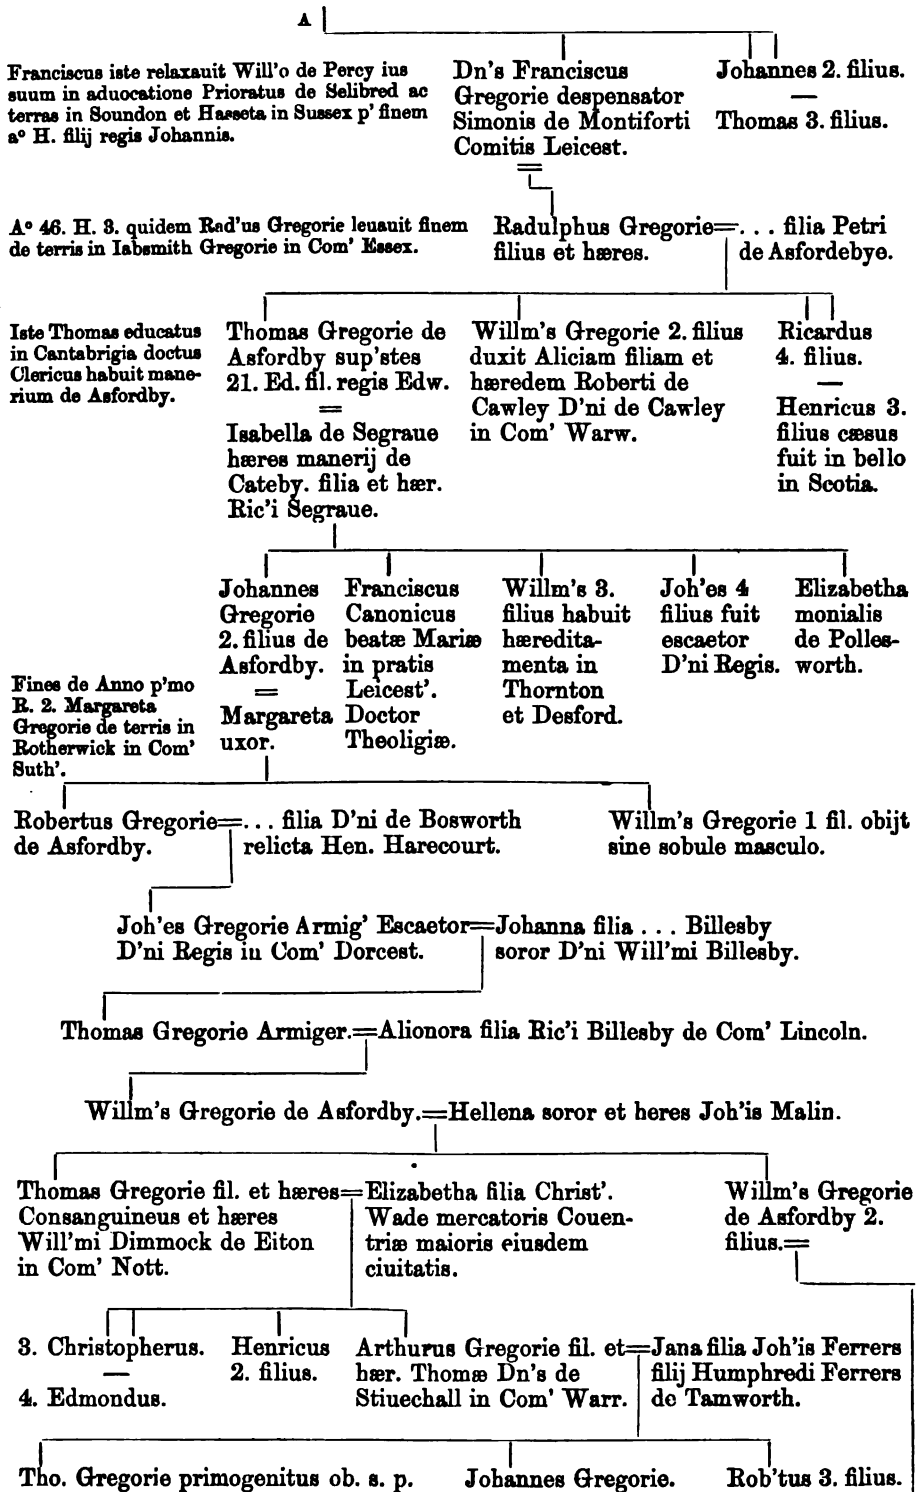 A
Franciscus iste relaxauit Will'o de Percy ius
suum in aduocatione Prioratus de Selibred ac
terras in Soundon et Hasseta in Sussex p' finem
aº H. filij regis Johannis.
Dn's Franciscus
Gregorie despensator
Simonis de Montiforti
Comitis Leicest.
=
Johannes 2. filius.
—
Thomas 3. filius.
Aº 46. H. 3. quidem Rad'us Gregorie leuauit finem
de terris in Iabsmith Gregorie in Com' Essex.
Radulphus Gregorie=. . . filia Petri
filius et hæres. de Asfordebye.
Iste Thomas educatus
in Cantabrigia doctus
Clericus habuit mane-
rium de Asfordby.
Thomas Gregorie de
Asfordby sup'stes
21. Ed. fil. regis Edw.
=
Isabella de Segraue
hæres manerij de
Cateby. filia et hær.
Ric'i Segraue.
Willm's Gregorie 2. filius
duxit Aliciam filiam et
hæredem Roberti de
Cawley D'ni de Cawley
in Com' Warw.
Ricardus
4. filius.
—
Henricus 3.
filius cæsus
fuit in bello
in Scotia.
Johannes
Gregorie
2. filius de
Asfordby.
=
Margareta
uxor.
Franciscus
Canonicus
beatæ Mariæ
in pratis
Leicest'.
Doctor
Theoligiæ.
Willm's 3.
filius habuit
hæredita-
menta in
Thornton
et Desford.
Joh'es 4
filius fuit
escaetor
D'ni Regis.
Elizabetha
monialis
de Polles-
worth.
Fines de Anno p'mo
R. 2. Margareta
Gregorie de terris in
Rotherwick in Com'
Suth'.
Robertus Gregorie=. . . filia D'ni de Bosworth
de Asfordby. relicta Hen. Harecourt.
Willm's Gregorie 1 fil. obijt
sine sobule masculo.
Joh'es Gregorie Armig' Escaetor=Johanna filia . . . Billesby
D'ni Regis in Com' Dorcest. soror D'ni Will'mi Billesby.
Thomas Gregorie Armiger.=Alionora filia Ric'i Billesby de Com' Lincoln.
Willm's Gregorie de Asfordby.=Hellena soror et heres Joh'is Malin.
Thomas Gregorie fil. et hæres=Elizabetha filia Christ'.
Consanguineus et hæres Wade mercatoris Couen-
Will'mi Dimmock de Eiton triæ maioris eiusdem
in Com' Nott. ciuitatis.
Willm's Gregorie
de Asfordby 2.
filius.=
3. Christopherus.
—
4. Edmondus.
Henricus
2. filius.
Arthurus Gregorie fil. et=Jana filia Joh'is Ferrers
hær. Thomæ Dn's de filij Humphredi Ferrers
Stiuechall in Com' Warr. de Tamworth.
Tho. Gregorie primogenitus ob. s. p. Johannes Gregorie. Rob'tus 3. filius.